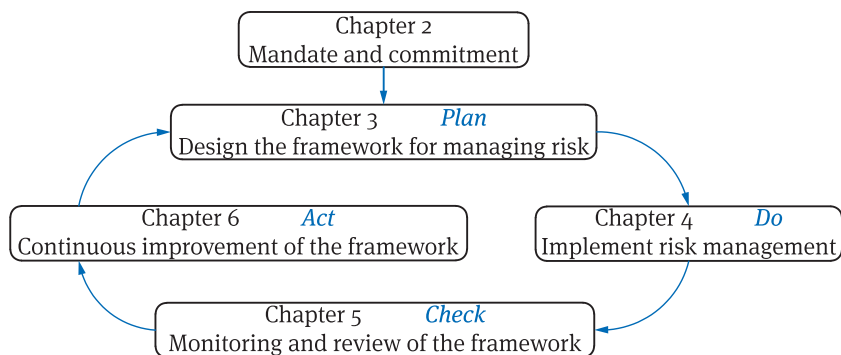 Chapter 2
Mandate and commitment
Chapter 3 Plan
Design the framework for managing risk
Chapter 6 Act
Continuous improvement of the framework
Chapter 4 Do
Implement risk management
Chapter 5 Check
Monitoring and review of the framework